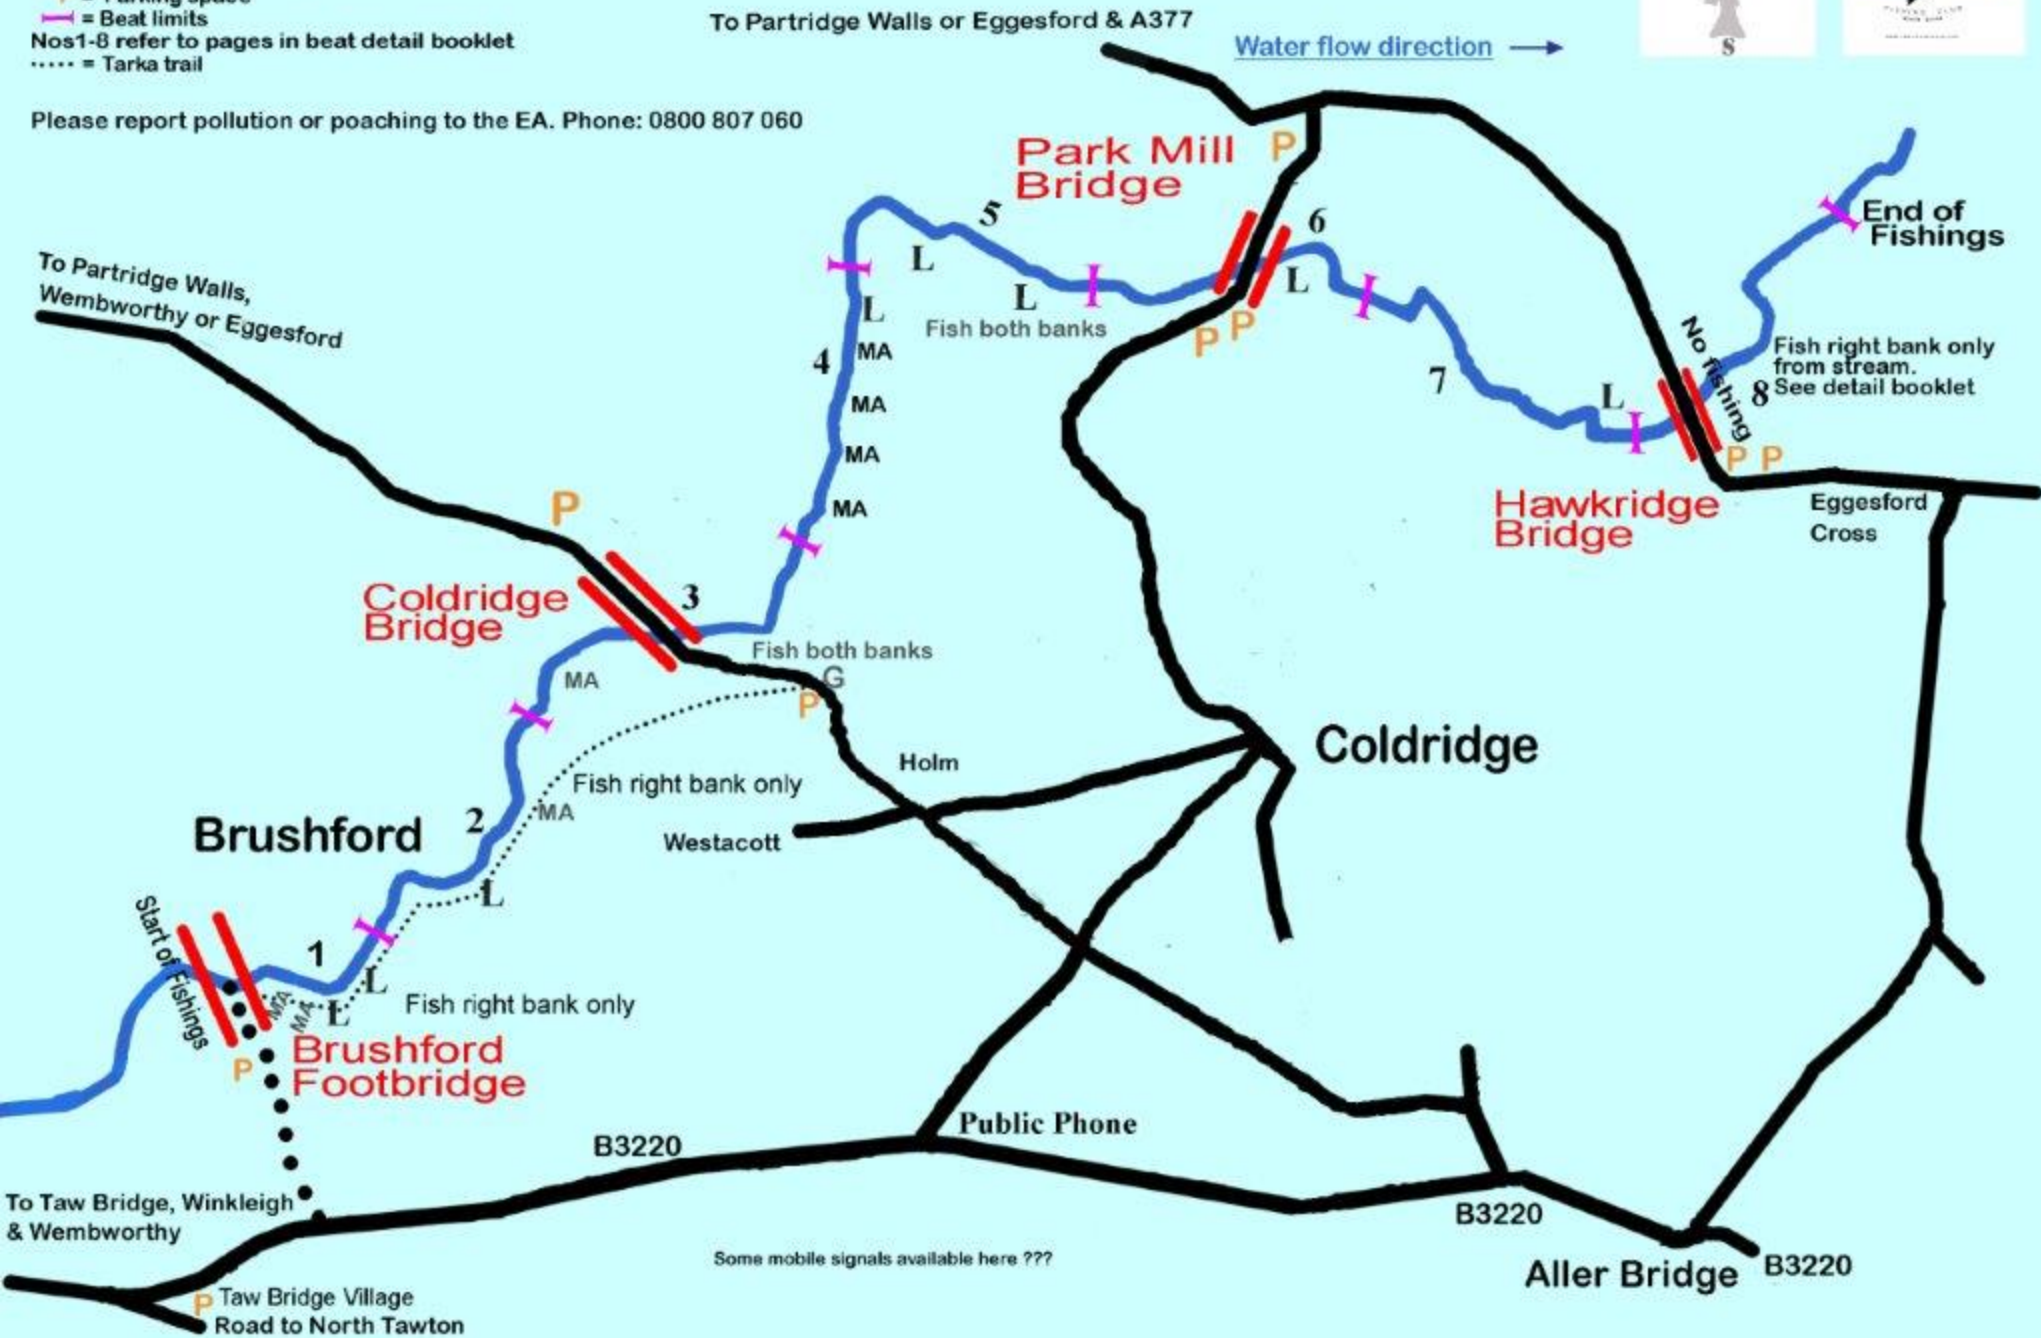 = Parking space
= Beat limits
Nos1-8 refer to pages in beat detail booklet
..... = Tarka trail
Please report pollution or poaching to the EA. Phone: 0800 807 060
To Partridge Walls or Eggesford & A377
Water flow direction
S
P
Park Mill
Bridge
5
6
L
L
L
P P
Fish both banks
End of
Fishings
To Partridge Walls,
Wembworthy or Eggesford
L
4
MA
MA
MA
MA
7
L
No fishing
8
Fish right bank only
from stream.
See detail booklet
P P
Hawkridge
Bridge
Eggesford
Cross
P
Coldridge
Bridge
3
Fish both banks
G
P
MA
Holm
Coldridge
Fish right bank only
MA
2
Brushford
Westacott
L
Start of Fishings
1
L
MA
MA
L
Fish right bank only
P
Brushford
Footbridge
Public Phone
B3220
To Taw Bridge, Winkleigh
& Wembworthy
B3220
Some mobile signals available here ???
Aller Bridge
B3220
P
Taw Bridge Village
Road to North Tawton